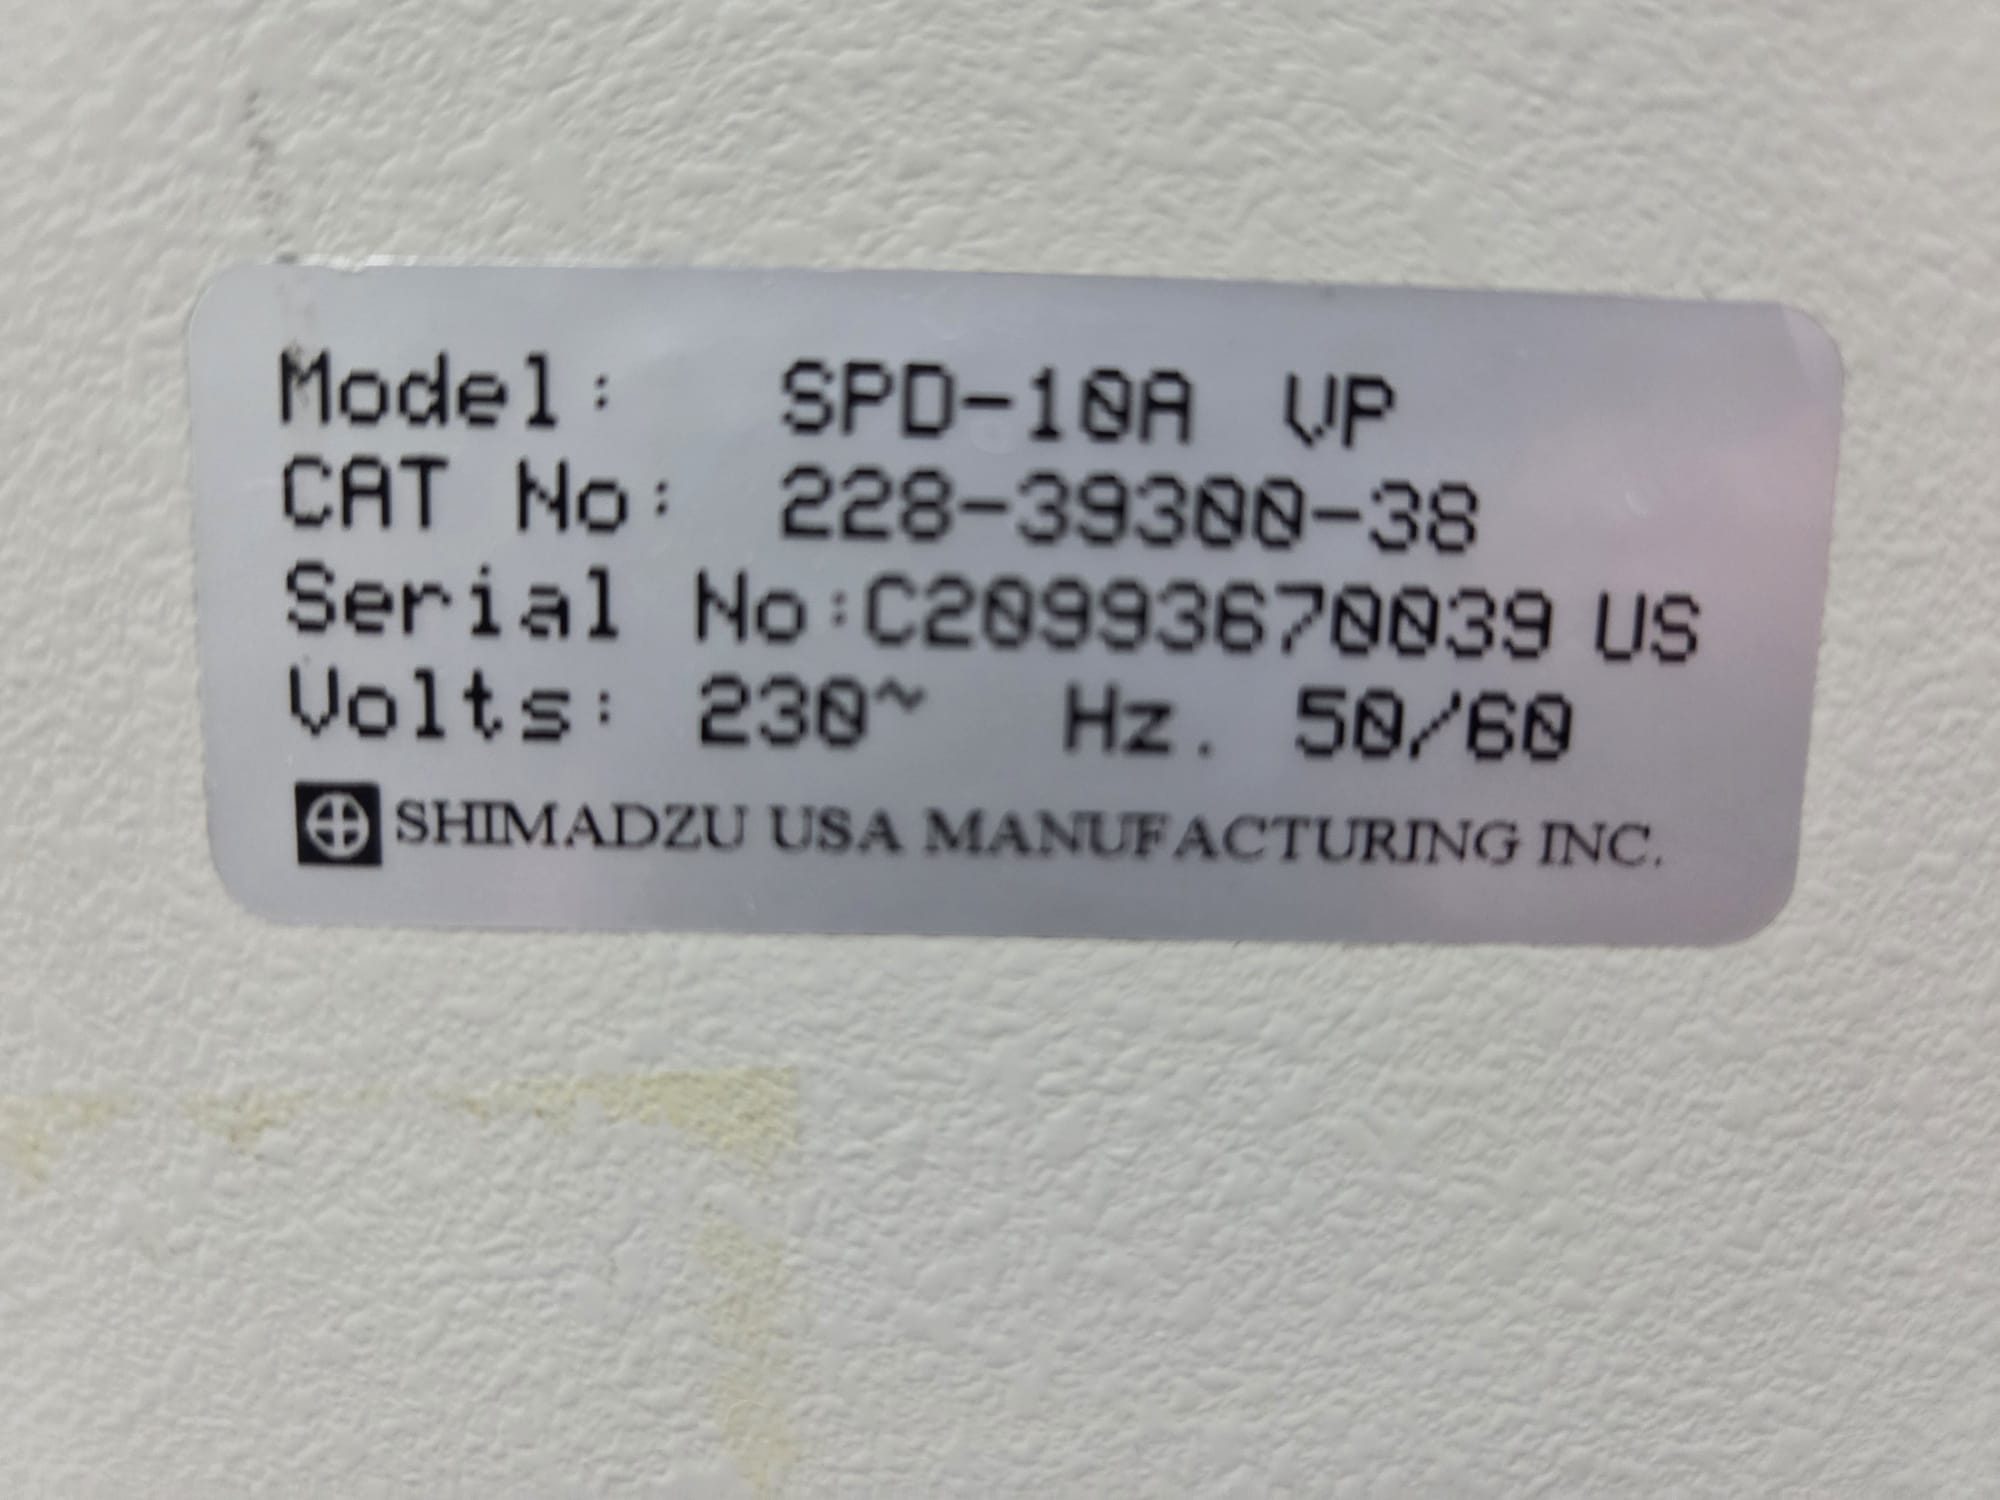 Model: SPD-10A VP
CAT No: 228-39300-38
Serial No:C20993670039 US
Volts: 230~ Hz. 50/60
SHIMADZU USA MANUFACTURING INC.